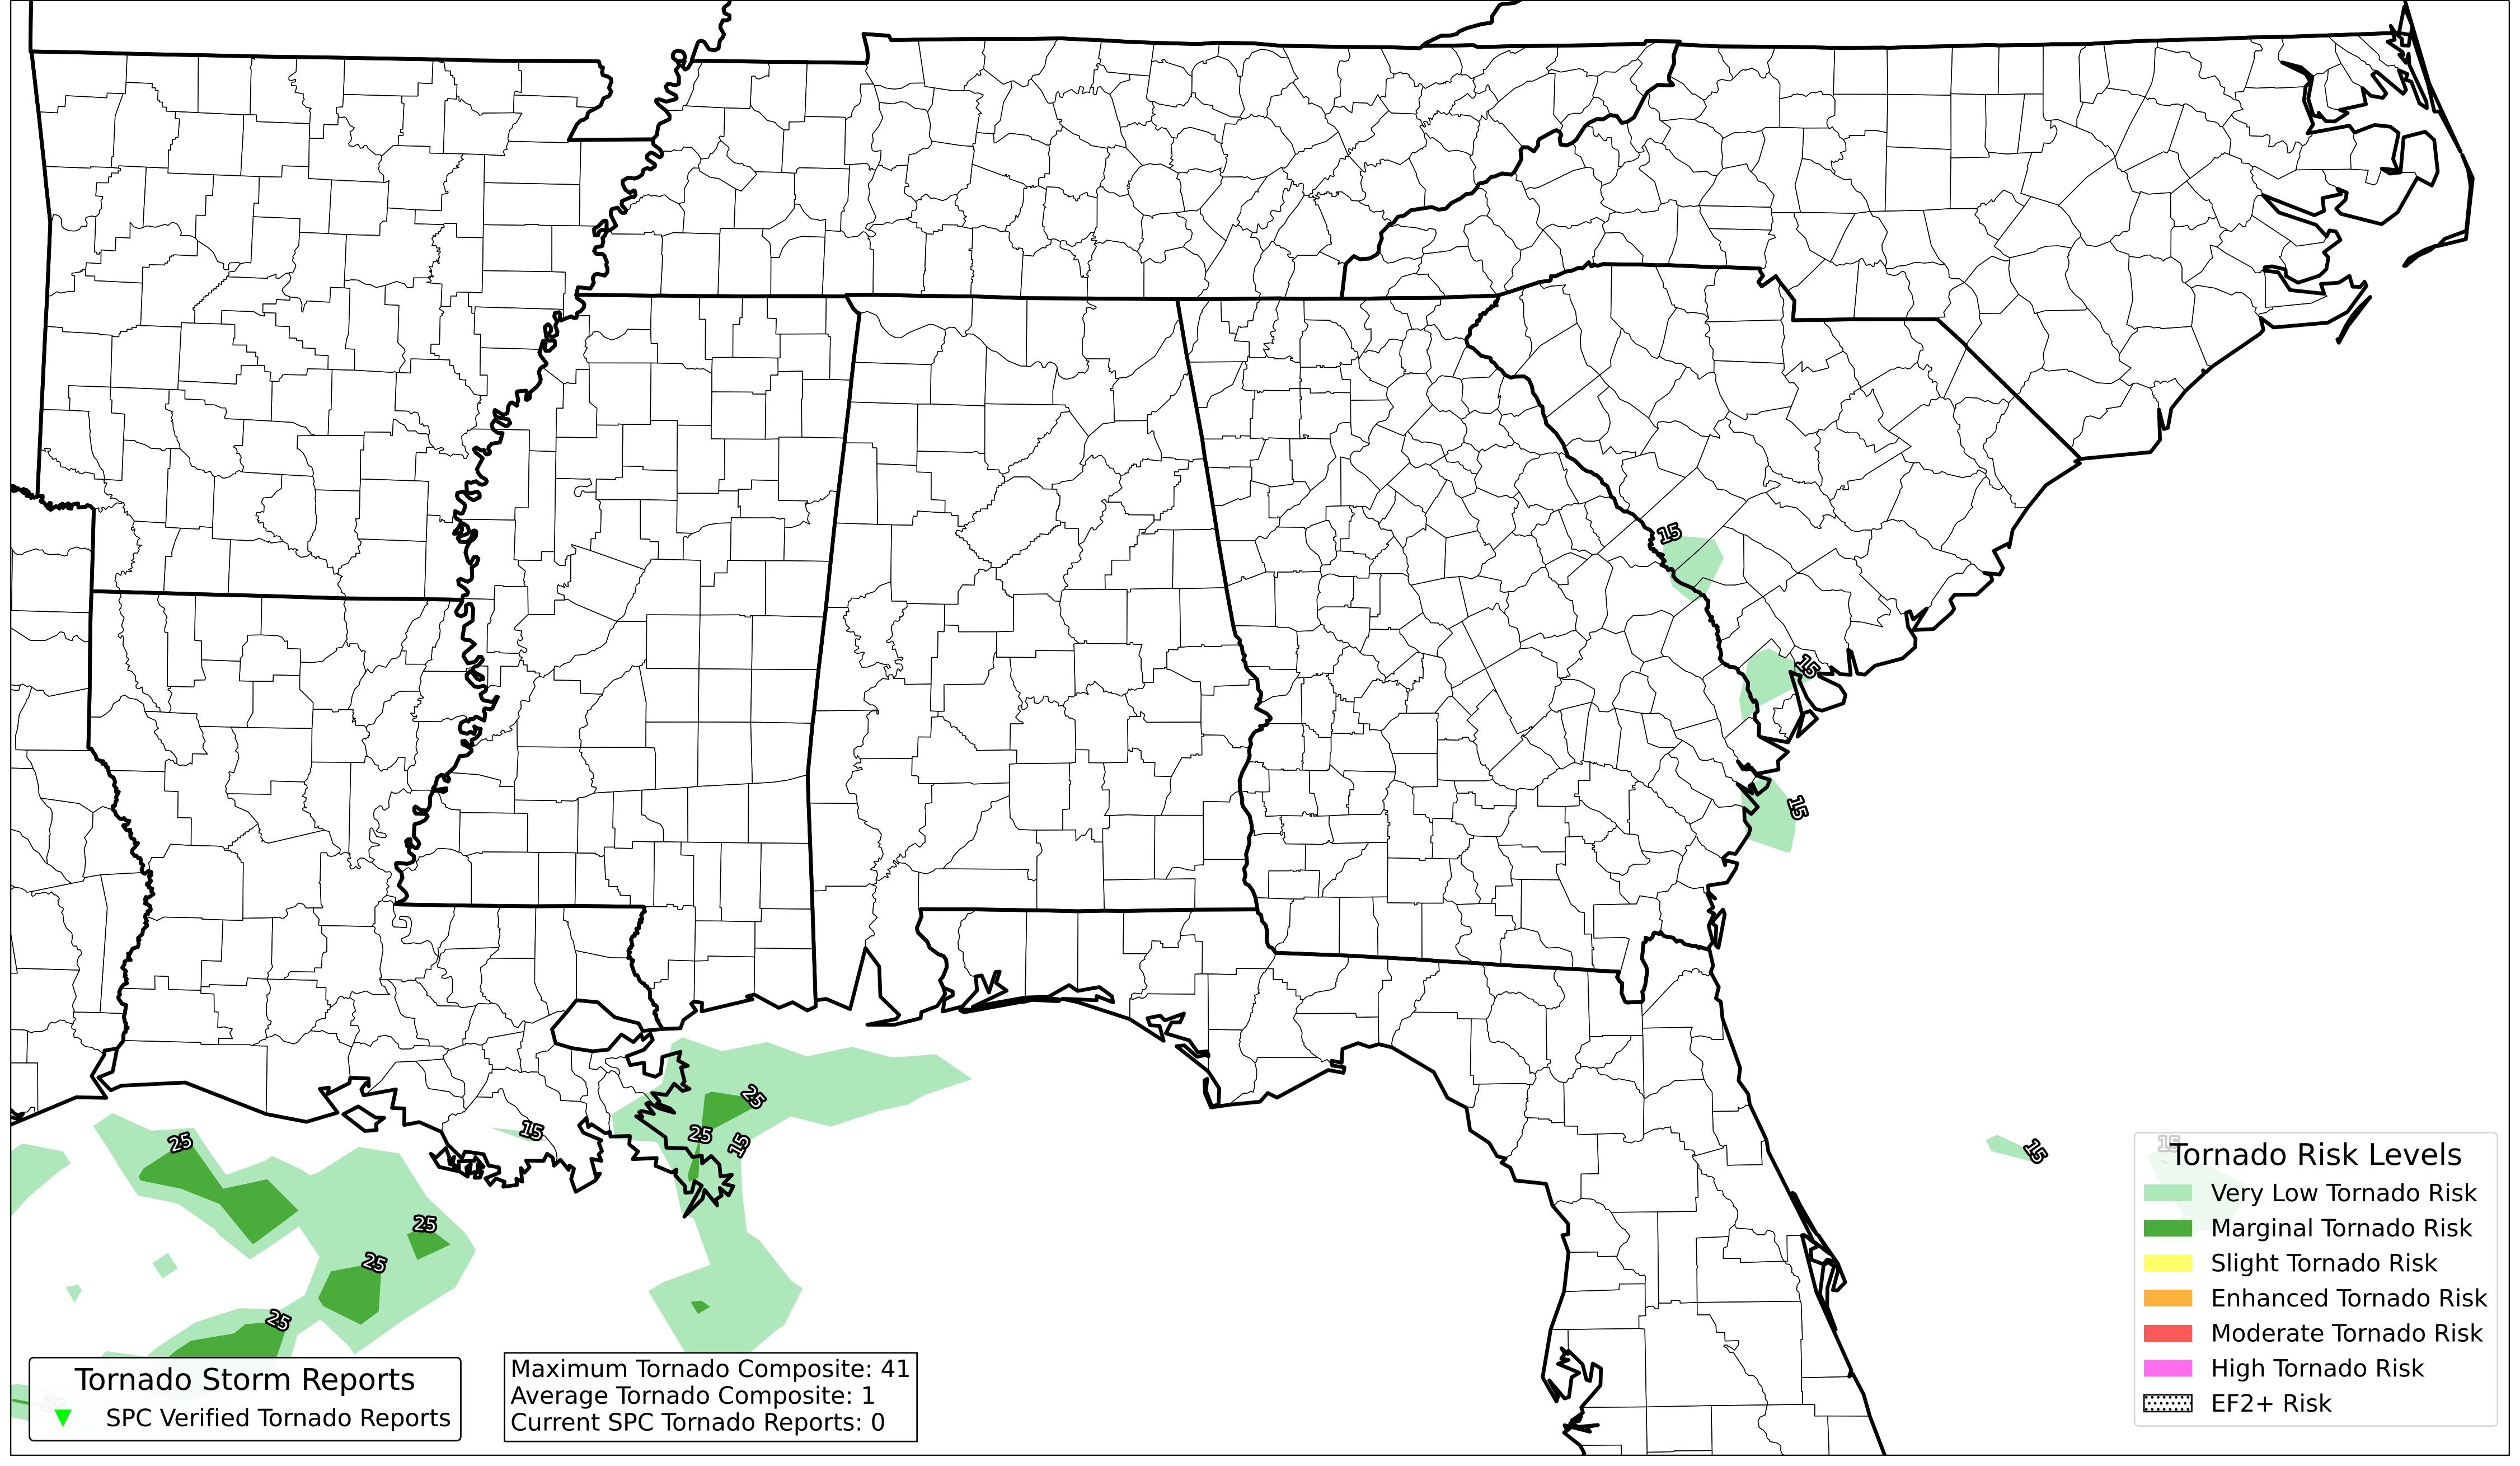 15
15
15
25
25
15
25
15
15
15
25
25
25
25
Tornado Storm Reports
SPC Verified Tornado Reports
Maximum Tornado Composite: 41
Average Tornado Composite: 1
Current SPC Tornado Reports: 0
Tornado Risk Levels
Very Low Tornado Risk
Marginal Tornado Risk
Slight Tornado Risk
Enhanced Tornado Risk
Moderate Tornado Risk
High Tornado Risk
EF2+ Risk